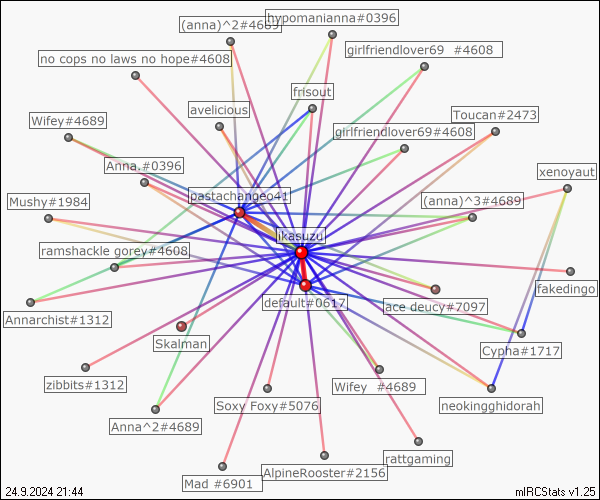 (anna)^2#4689
hypomanianna#0396
no cops no laws no hope#4608
girlfriendlover69 #4608
frisout
avelicious
Toucan#2473
Wifey#4689
girlfriendlover69#4608
Anna.#0396
xenoyaut
pastachangeo41
Mushy#1984
(anna)^3#4689
ikasuzu
ramshackle gorey#4608
fakedingo
default#0617
ace deucy#7097
Annarchist#1312
Skalman
Cypha#1717
zibbits#1312
Wifey #4689
Soxy Foxy#5076
neokingghidorah
Anna^2#4689
rattgaming
AlpineRooster#2156
Mad #6901
24.9.2024 21:44
mIRCStats v1.25